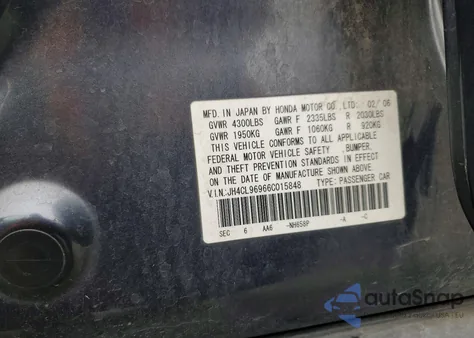 MFD. IN JAPAN BY HONDA MOTOR CO., LTD. 02/06
GVWR 4300LBS GAWR F 2335LBS R 2030LBS
GVWR 1950KG GAWR F 1060KG R 920KG
THIS VEHICLE CONFORMS TO ALL APPLICABLE
FEDERAL MOTOR VEHICLE SAFETY ,BUMPER,
AND THEFT PREVENTION STANDARDS IN EFFECT
ON THE DATE OF MANUFACTURE SHOWN ABOVE.
V.I.N:JH4CL96966C015848 TYPE: PASSENGER CAR
SEC 6 AA6 -NH658P -A -C
autoSnap